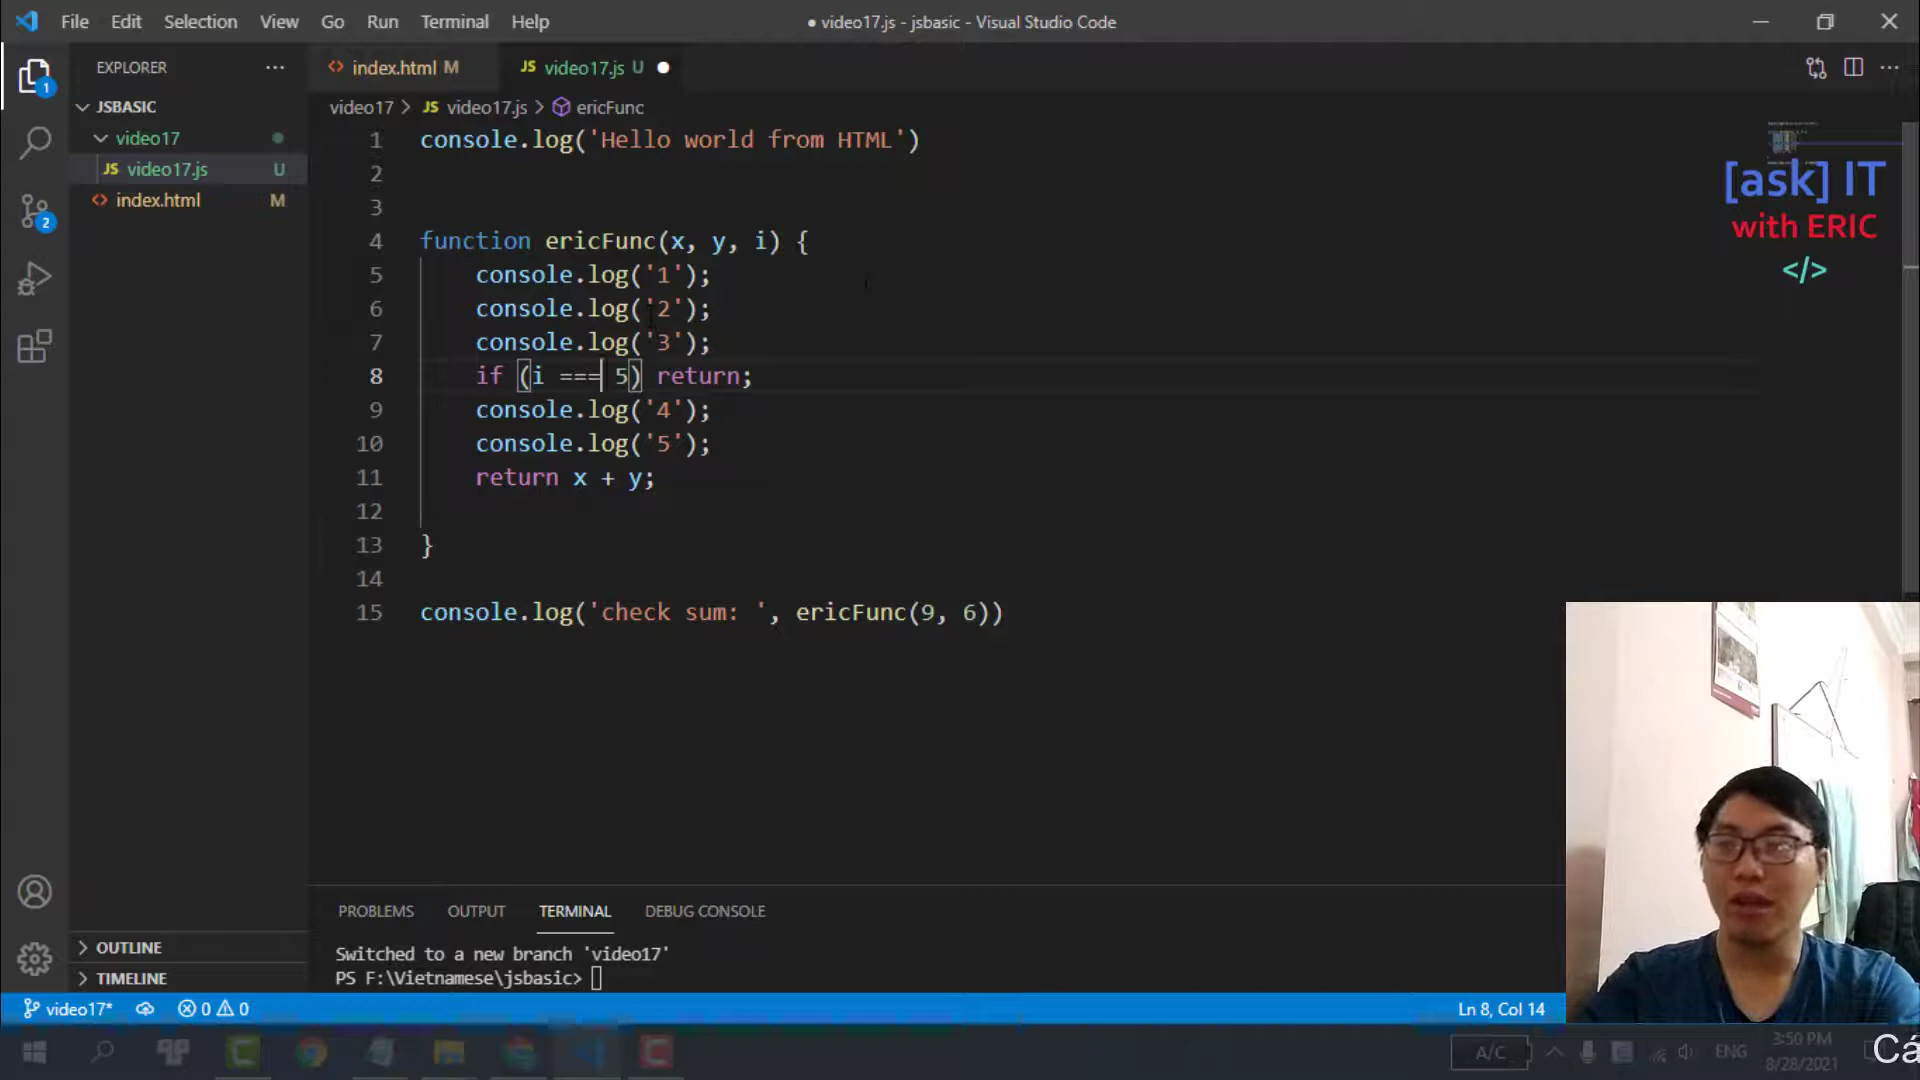 File Edit Selection View Go Run Terminal Help
● video17.js - jsbasic - Visual Studio Code
EXPLORER
index.html M
JS video17.js U
JSBASIC
video17
JS video17.js U
index.html M
video17 > JS video17.js > ericFunc
1 console.log('Hello world from HTML')
2
3
4 function ericFunc(x, y, i) {
5 console.log('1');
6 console.log('2');
7 console.log('3');
8 if (i === 5) return;
9 console.log('4');
10 console.log('5');
11 return x + y;
12
13 }
14
15 console.log('check sum: ', ericFunc(9, 6))
[ask] IT
with ERIC
</>
1
2
OUTLINE
TIMELINE
PROBLEMS OUTPUT TERMINAL DEBUG CONSOLE
Switched to a new branch 'video17'
PS F:\Vietnamese\jsbasic>
video17* 0 0
Ln 8, Col 14
A/C
ENG
3:50 PM
8/28/2021